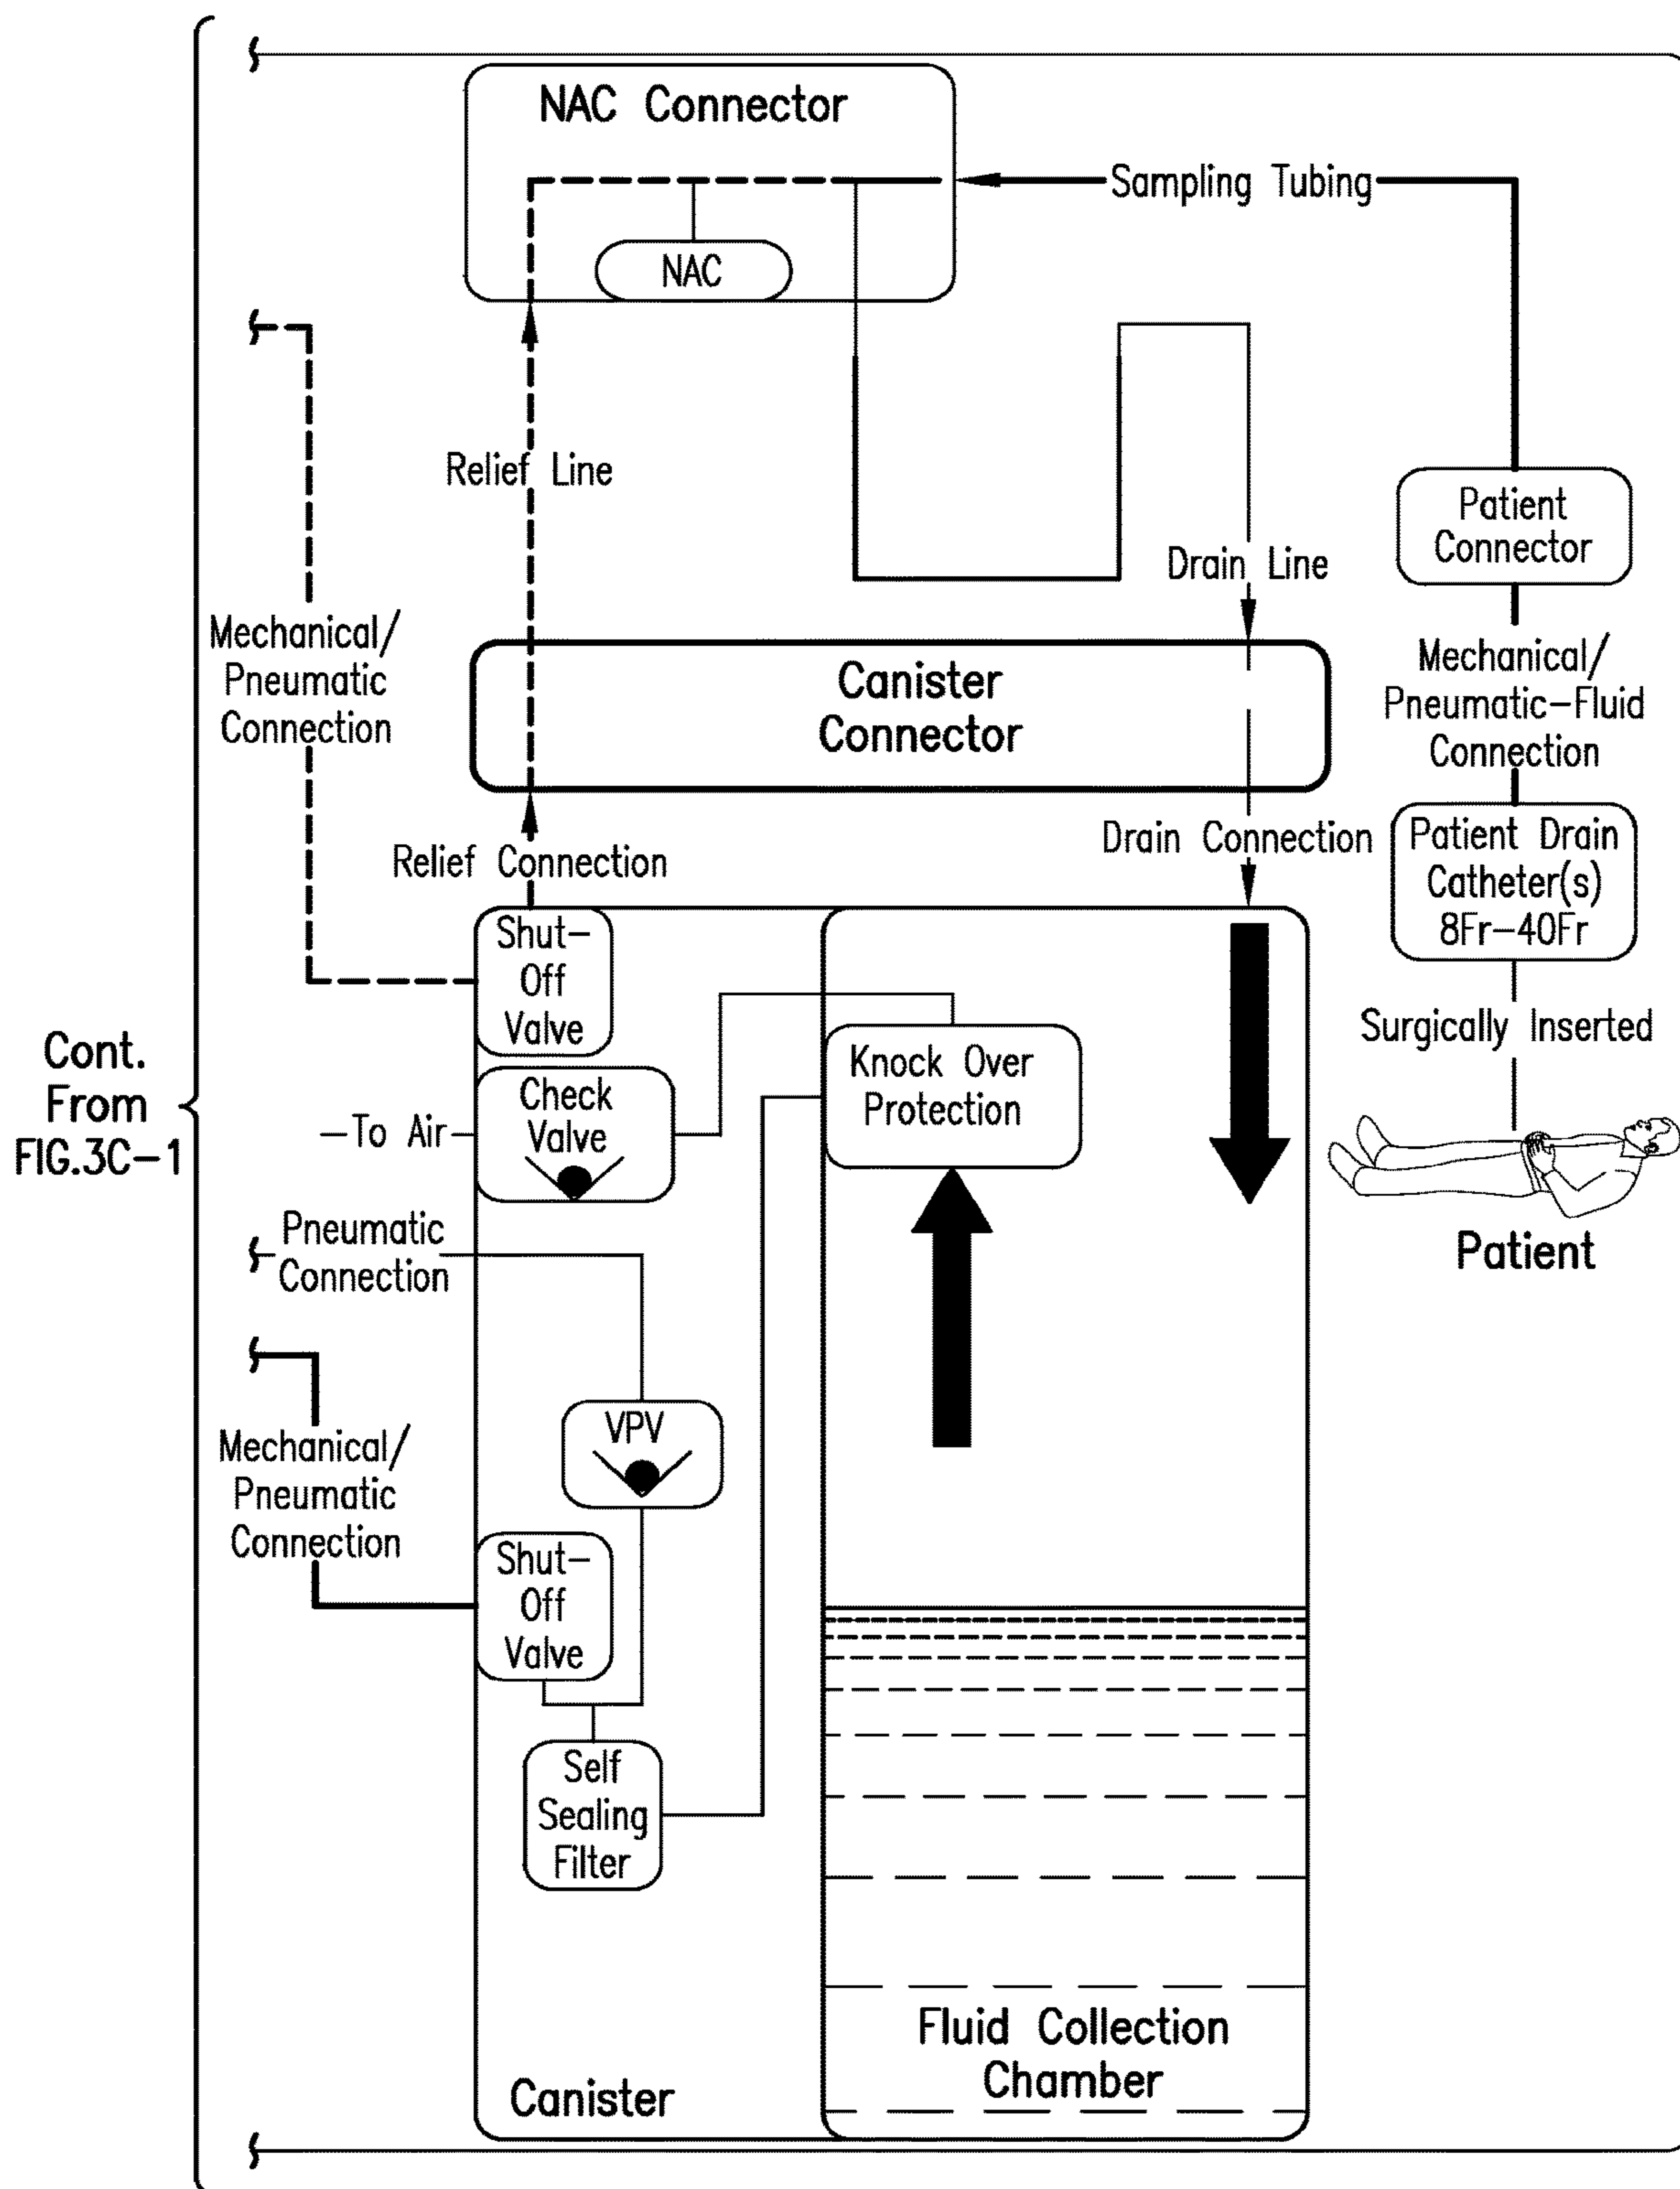 NAC Connector
Sampling Tubing
NAC
Relief Line
Patient
Connector
Drain Line
Mechanical/
Pneumatic
Connection
Mechanical/
Pneumatic-Fluid
Connection
Canister
Connector
Relief Connection
Drain Connection
Patient Drain
Catheter(s)
8Fr-40Fr
Shut-
Off
Valve
Surgically Inserted
Cont.
From
FIG.3C-1
Knock Over
Protection
Check
Valve
To Air
Patient
Pneumatic
Connection
VPV
Mechanical/
Pneumatic
Connection
Shut-
Off
Valve
Self
Sealing
Filter
Fluid Collection
Chamber
Canister